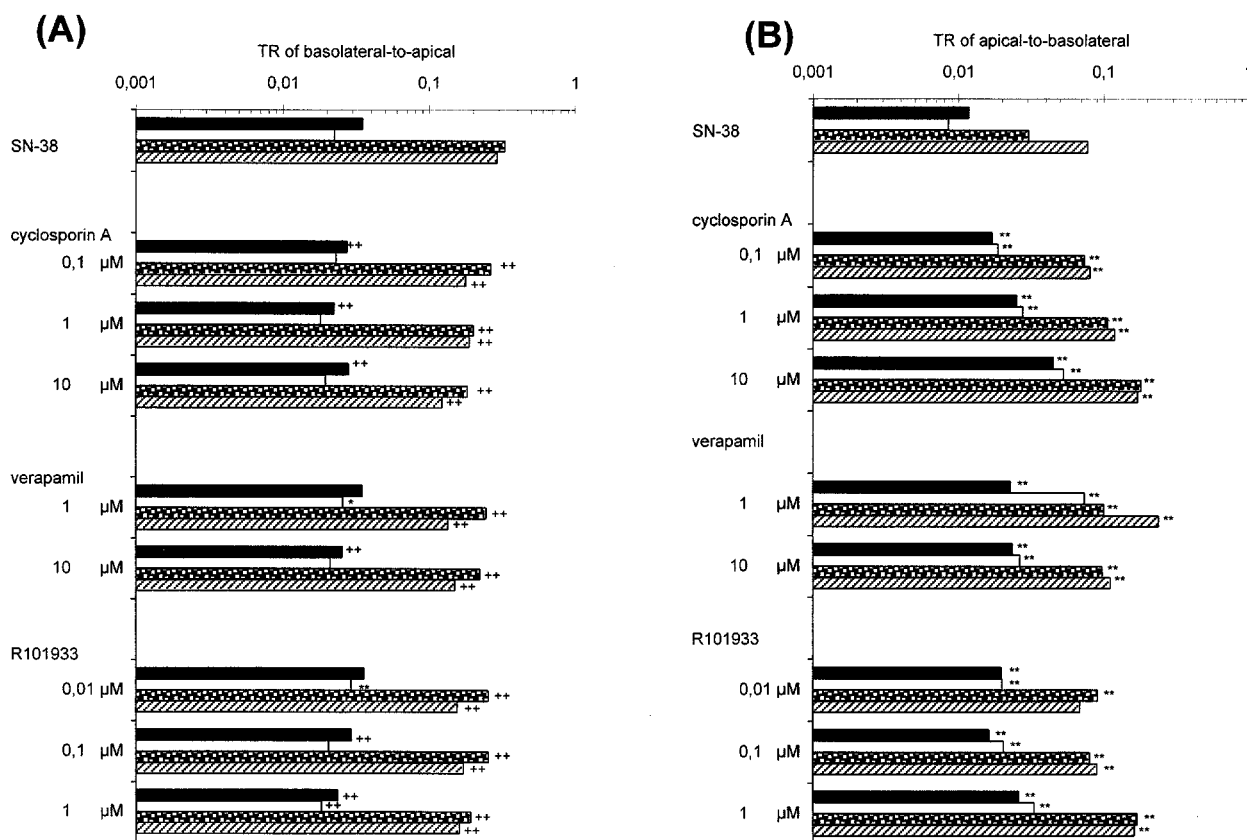 (A)
TR of basolateral-to-apical
0,001 0,01 0,1 1
SN-38
cyclosporin A
0,1 µM ++ ++ ++
1 µM ++ ++ ++
10 µM ++ ++ ++
verapamil
1 µM * ++ ++
10 µM ++ ++ ++
R101933
0,01 µM ** ++ ++
0,1 µM ++ ++ ++
1 µM ++ ++ ++ ++
(B)
TR of apical-to-basolateral
0,001 0,01 0,1 1
SN-38
cyclosporin A
0,1 µM ** ** ** **
1 µM ** ** ** **
10 µM ** ** ** **
verapamil
1 µM ** ** ** **
10 µM ** ** ** **
R101933
0,01 µM ** ** **
0,1 µM ** ** ** **
1 µM ** ** ** **